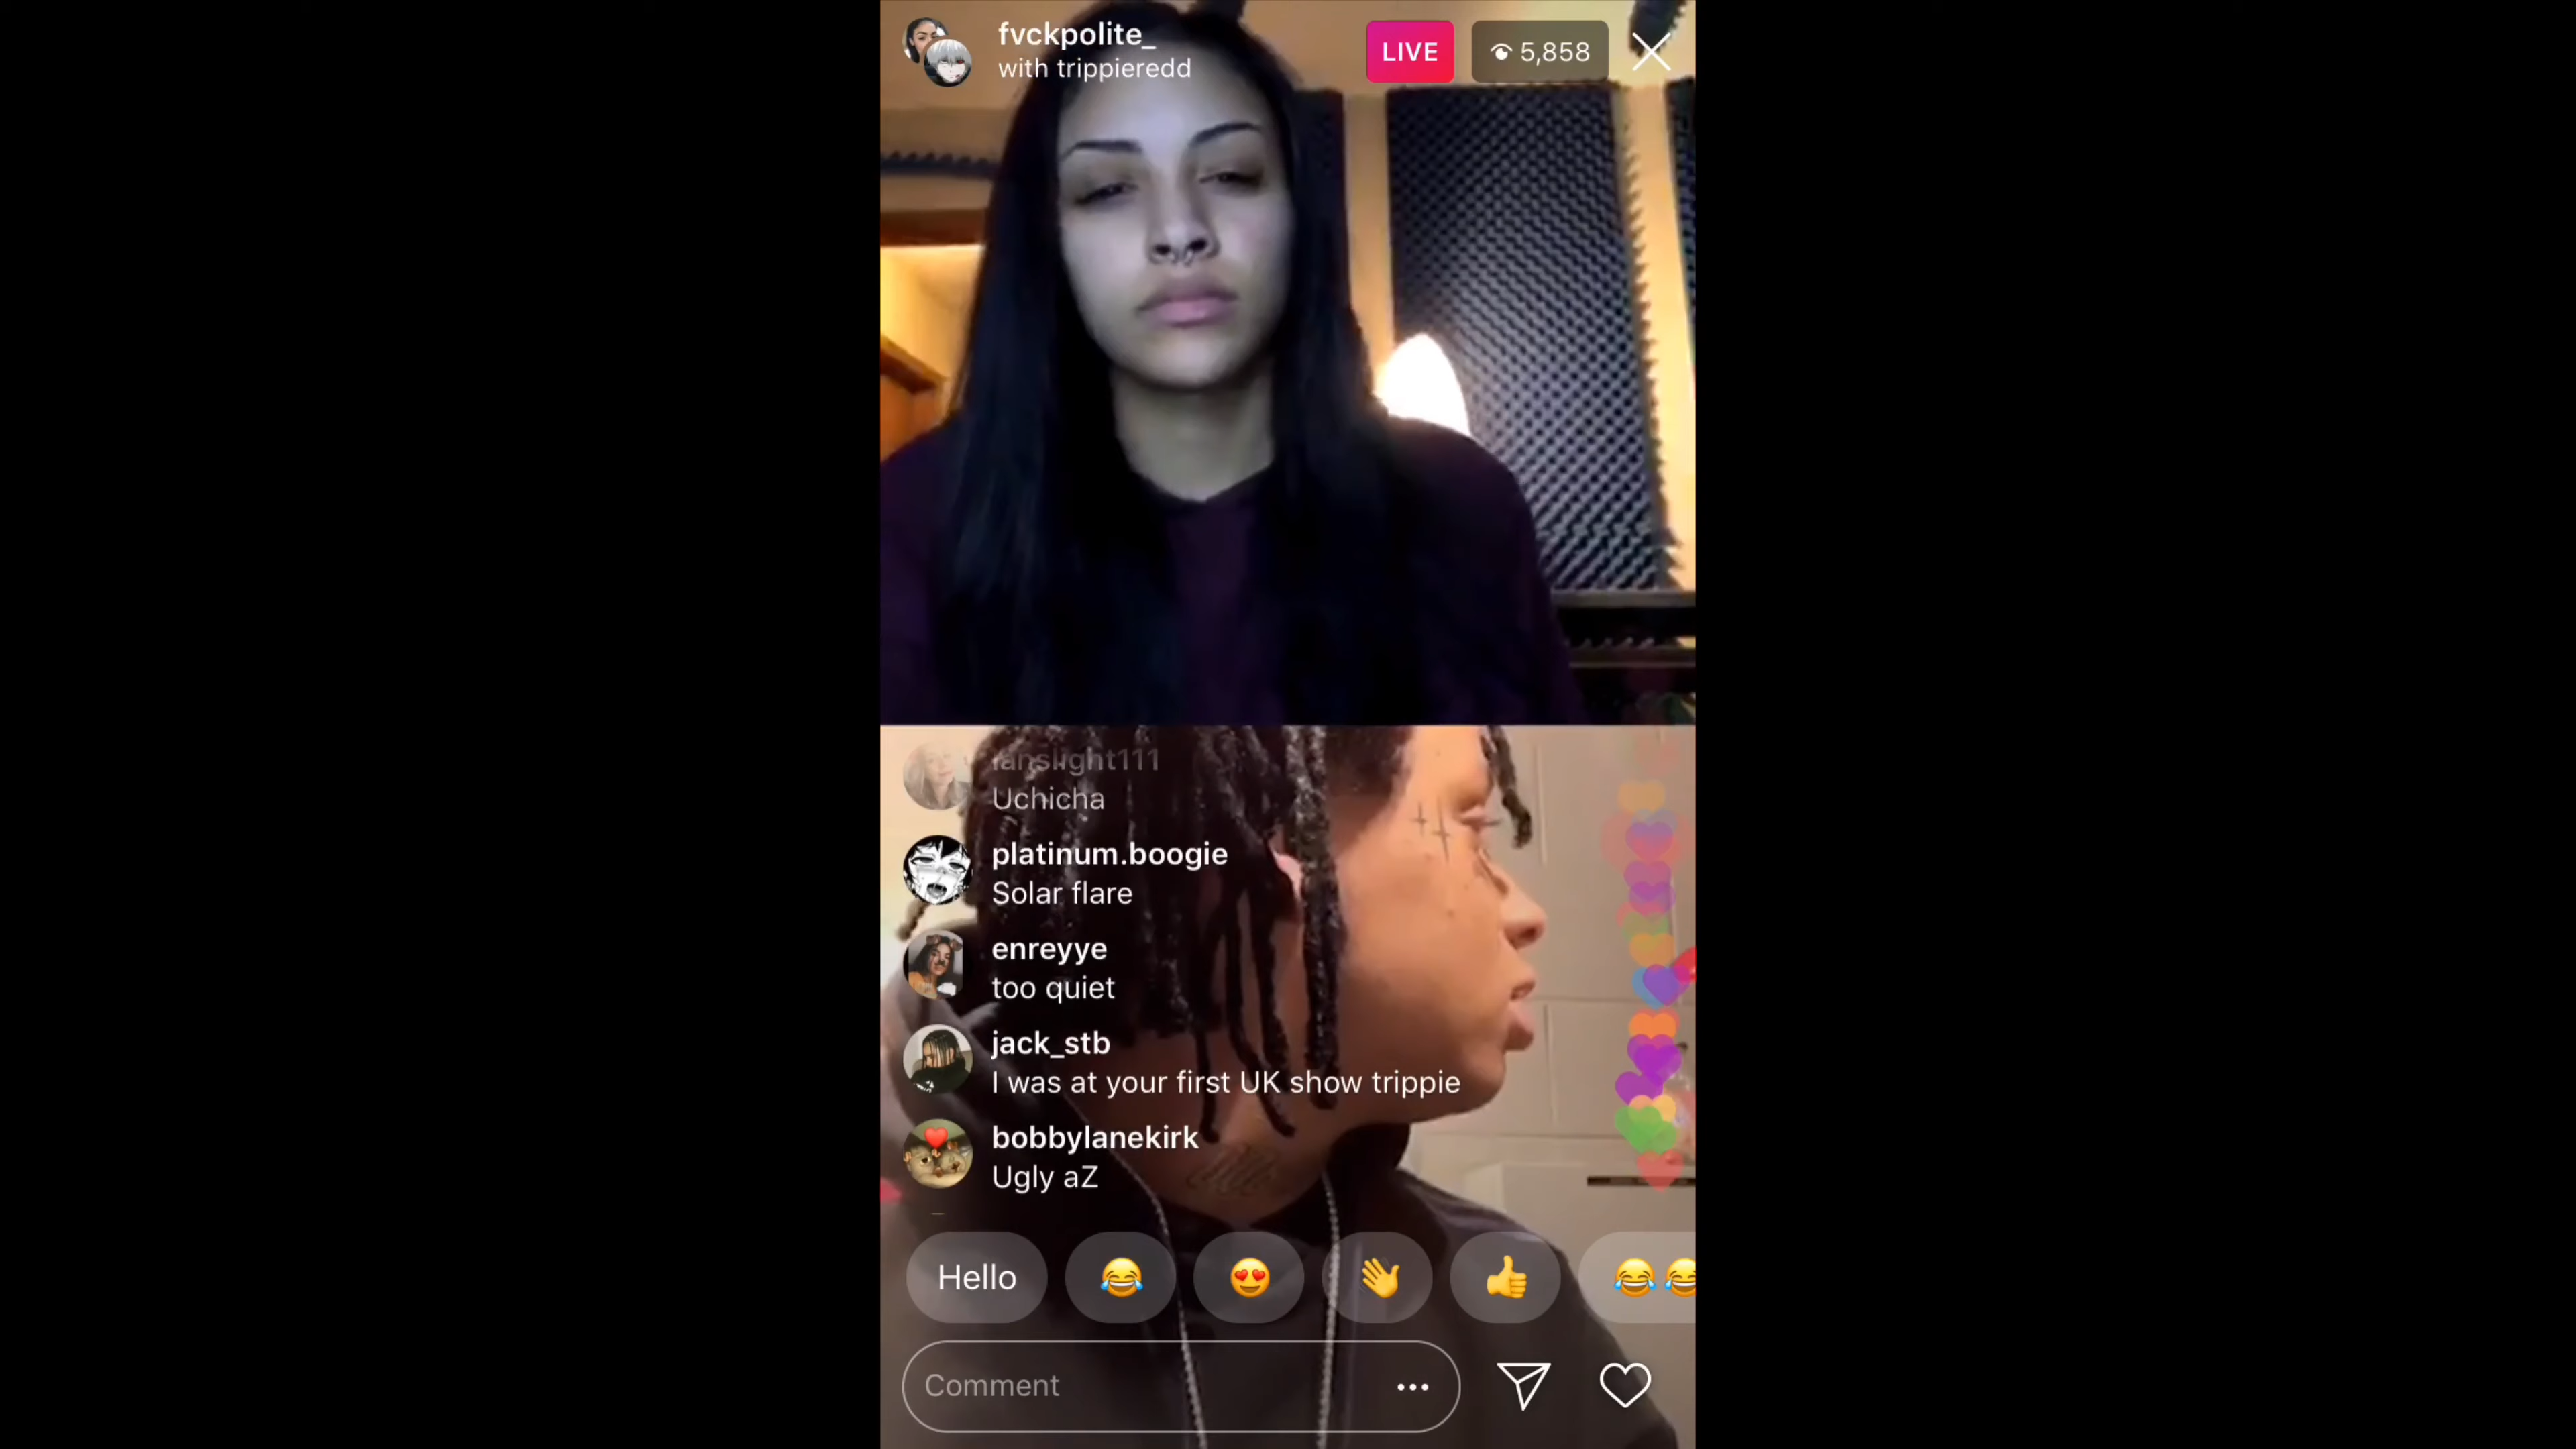 fvckpolite_
with trippieredd
LIVE
5,858
Uchicha
platinum.boogie
Solar flare
enreyye
too quiet
jack_stb
I was at your first UK show trippie
bobbylanekirk
Ugly aZ
Hello
Comment